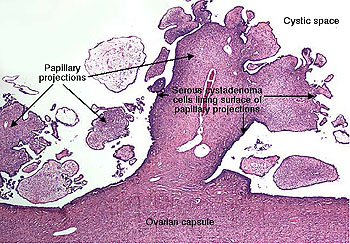 Cystic space
Papillary
projections
Serous cystadenoma
cells lining surface of
papillary projections
Ovarian capsule